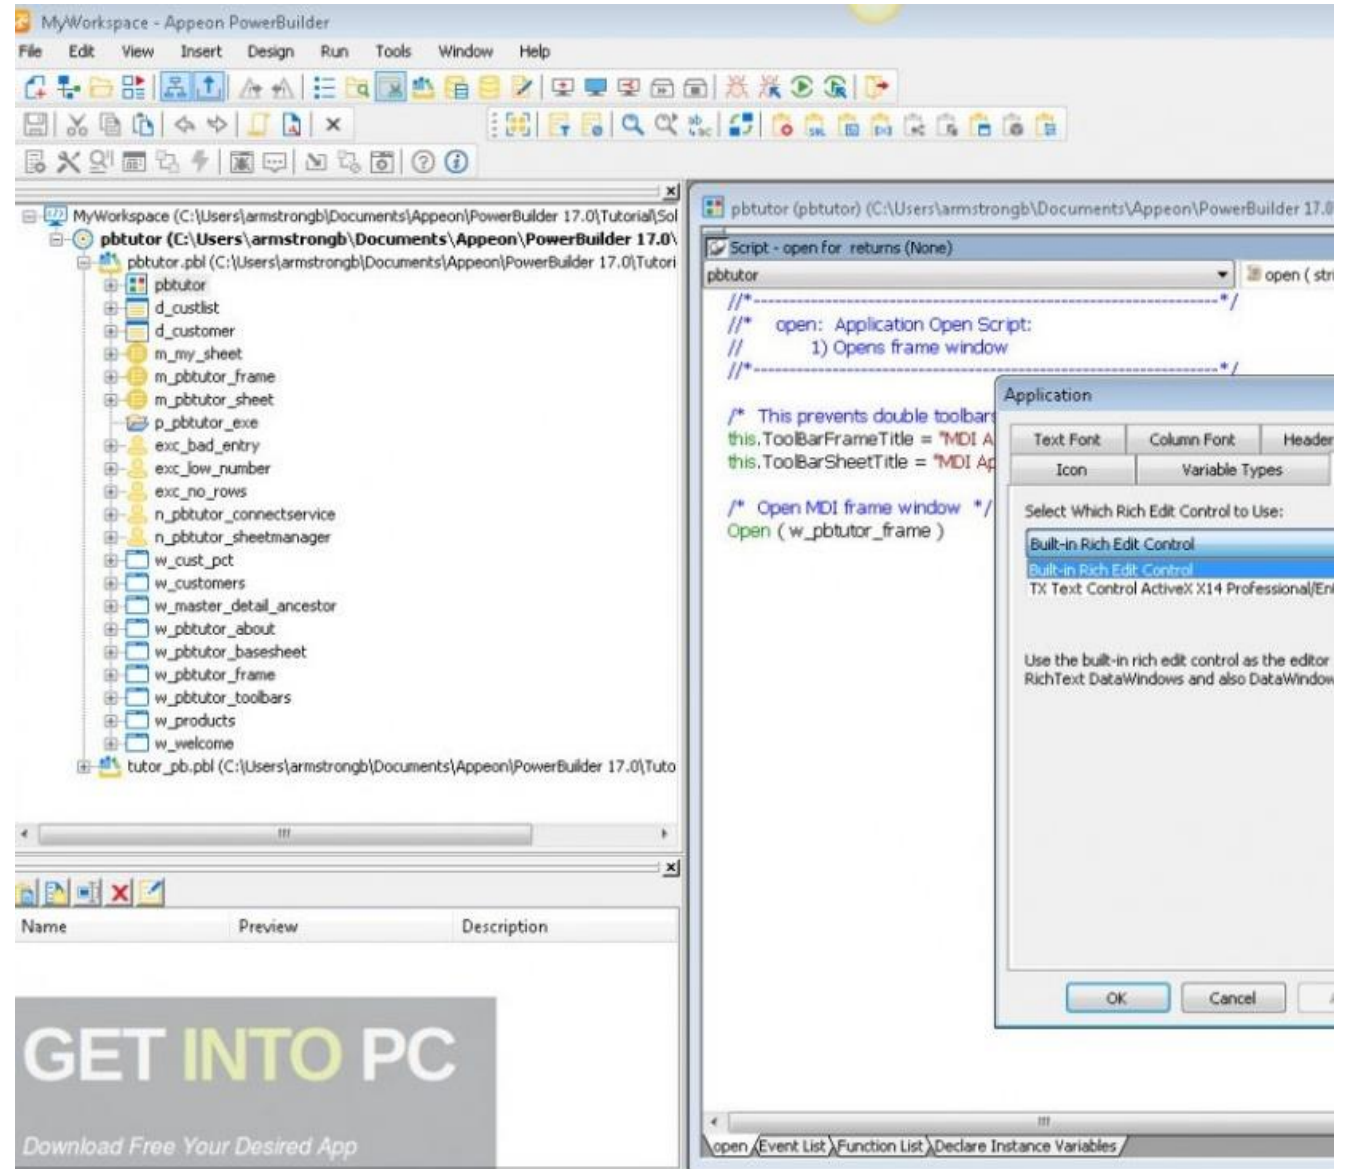 MyWorkspace - Appeon PowerBuilder
File Edit View Insert Design Run Tools Window Help
MyWorkspace (C:\Users\armstrongb\Documents\Appeon\PowerBuilder 17.0\Tutorial\Sol
pbtutor (C:\Users\armstrongb\Documents\Appeon\PowerBuilder 17.0\
pbtutor.pbl (C:\Users\armstrongb\Documents\Appeon\PowerBuilder 17.0\Tutori
pbtutor
d_custlist
d_customer
m_my_sheet
m_pbtutor_frame
m_pbtutor_sheet
p_pbtutor_exe
exc_bad_entry
exc_low_number
exc_no_rows
n_pbtutor_connectservice
n_pbtutor_sheetmanager
w_cust_pct
w_customers
w_master_detail_ancestor
w_pbtutor_about
w_pbtutor_basesheet
w_pbtutor_frame
w_pbtutor_toolbars
w_products
w_welcome
tutor_pb.pbl (C:\Users\armstrongb\Documents\Appeon\PowerBuilder 17.0\Tuto
Name Preview Description
GET INTO PC
Download Free Your Desired App
pbtutor (pbtutor) (C:\Users\armstrongb\Documents\Appeon\PowerBuilder 17.0
Script - open for returns (None)
pbtutor open ( stri
//*---------------------------------------------------------*/
//* open: Application Open Script:
// 1) Opens frame window
//*---------------------------------------------------------*/
/* This prevents double toolbars
this.ToolBarFrameTitle = "MDI A
this.ToolBarSheetTitle = "MDI Ap
/* Open MDI frame window */
Open ( w_pbtutor_frame )
Application
Text Font Column Font Header
Icon Variable Types
Select Which Rich Edit Control to Use:
Built-in Rich Edit Control
Built-in Rich Edit Control
TX Text Control ActiveX X14 Professional/En
Use the built-in rich edit control as the editor
RichText DataWindows and also DataWindow
OK Cancel
open Event List Function List Declare Instance Variables